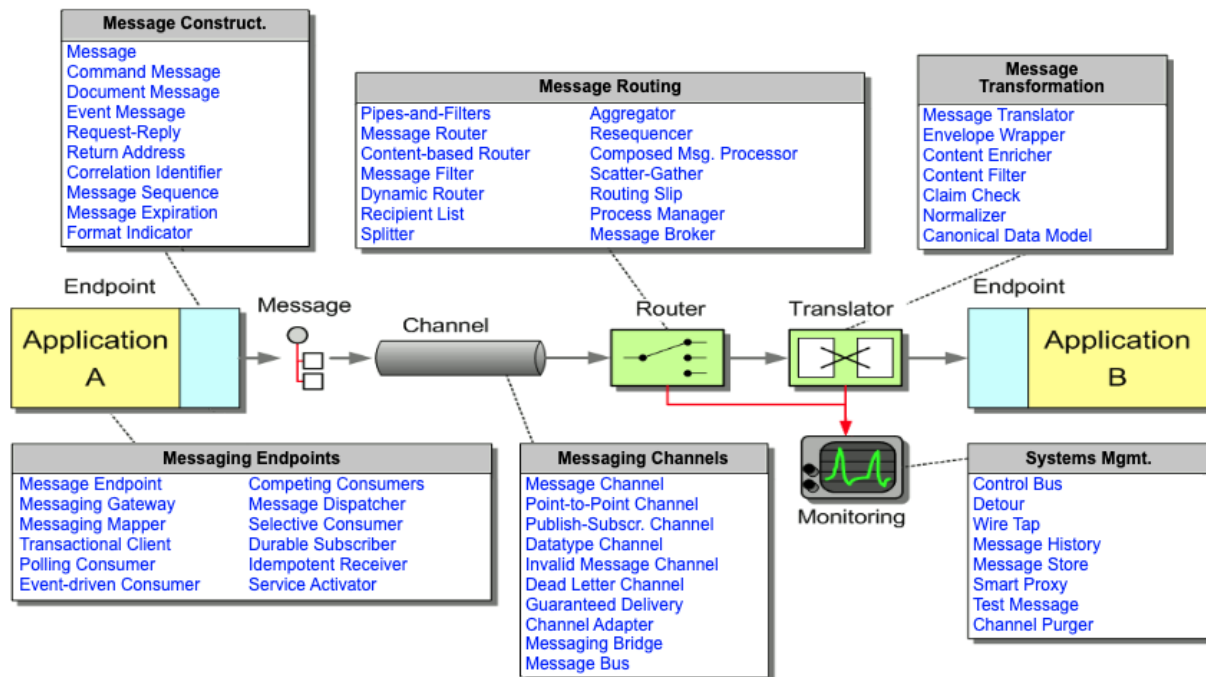 Message Construct.
Message
Command Message
Document Message
Event Message
Request-Reply
Return Address
Correlation Identifier
Message Sequence
Message Expiration
Format Indicator
Message Routing
Pipes-and-Filters
Message Router
Content-based Router
Message Filter
Dynamic Router
Recipient List
Splitter
Aggregator
Resequencer
Composed Msg. Processor
Scatter-Gather
Routing Slip
Process Manager
Message Broker
Message
Transformation
Message Translator
Envelope Wrapper
Content Enricher
Content Filter
Claim Check
Normalizer
Canonical Data Model
Endpoint
Application
A
Message
Channel
Router
Translator
Endpoint
Application
B
Messaging Endpoints
Message Endpoint
Messaging Gateway
Messaging Mapper
Transactional Client
Polling Consumer
Event-driven Consumer
Competing Consumers
Message Dispatcher
Selective Consumer
Durable Subscriber
Idempotent Receiver
Service Activator
Messaging Channels
Message Channel
Point-to-Point Channel
Publish-Subscr. Channel
Datatype Channel
Invalid Message Channel
Dead Letter Channel
Guaranteed Delivery
Channel Adapter
Messaging Bridge
Message Bus
Monitoring
Systems Mgmt.
Control Bus
Detour
Wire Tap
Message History
Message Store
Smart Proxy
Test Message
Channel Purger